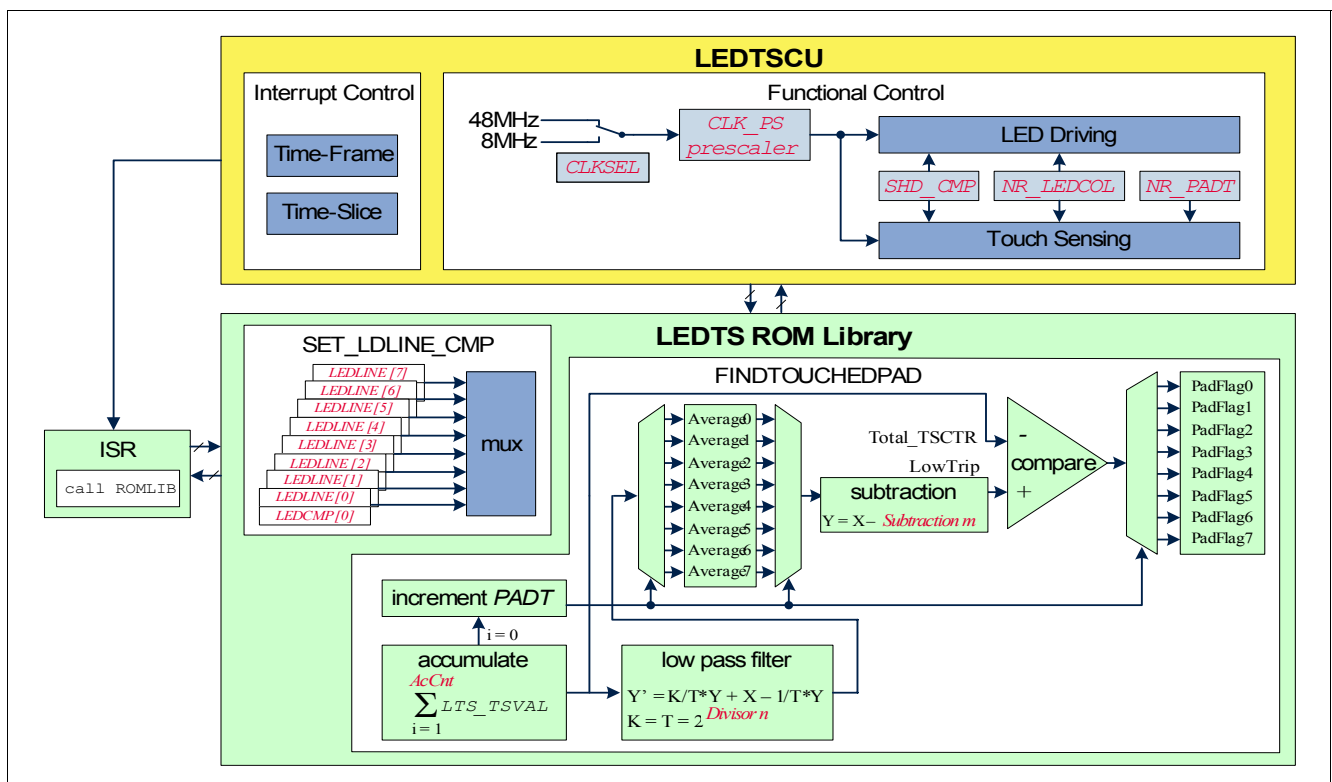 LEDTSCU
Interrupt Control
Time-Frame
Time-Slice
Functional Control
48MHz
8MHz
CLKSEL
CLK_PS
prescaler
LED Driving
SHD_CMP
NR_LEDCOL
NR_PADT
Touch Sensing
LEDTS ROM Library
ISR
call ROMLIB
SET_LDLINE_CMP
LEDLINE [7]
LEDLINE [6]
LEDLINE [5]
LEDLINE [4]
LEDLINE [3]
LEDLINE [2]
LEDLINE [1]
LEDLINE [0]
LEDCMP [0]
mux
FINDTOUCHEDPAD
Average0
Average1
Average2
Average3
Average4
Average5
Average6
Average7
Total_TSCTR
LowTrip
subtraction
Y = X – Subtraction m
-
compare
+
PadFlag0
PadFlag1
PadFlag2
PadFlag3
PadFlag4
PadFlag5
PadFlag6
PadFlag7
increment PADT
i = 0
accumulate
AcCnt
∑ LTS_TSVAL
i = 1
low pass filter
Y' = K/T*Y + X – 1/T*Y
K = T = 2 Divisor n